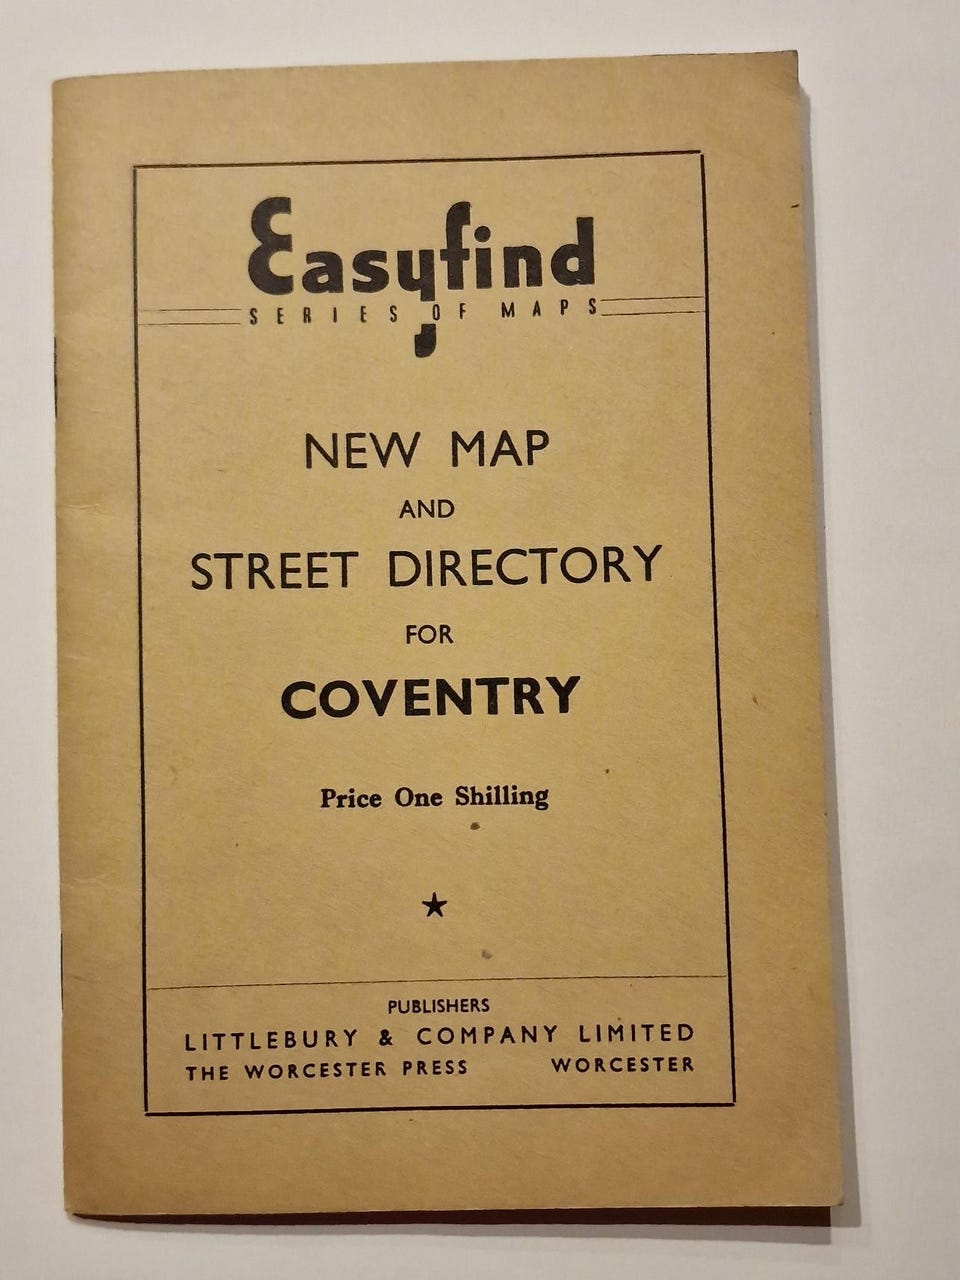 Easyfind
SERIES OF MAPS
NEW MAP
AND
STREET DIRECTORY
FOR
COVENTRY
Price One Shilling
PUBLISHERS
LITTLEBURY & COMPANY LIMITED
THE WORCESTER PRESS WORCESTER